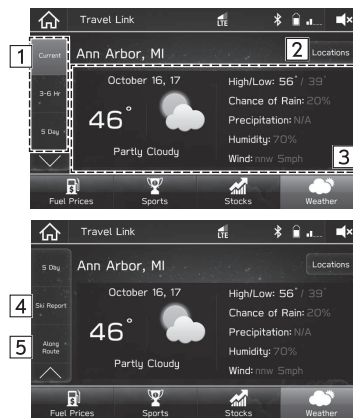 Travel Link
LTE
1
Current
Ann Arbor, MI
2
Locations
3-6 Hr
5 Day
October 16, 17
46°
Partly Cloudy
High/Low: 56° / 39°
Chance of Rain: 20%
Precipitation: N/A
Humidity: 70%
Wind: nnw 5mph
3
Fuel Prices
Sports
Stocks
Weather
Travel Link
LTE
5 Day
Ann Arbor, MI
Locations
4
Ski Report
5
Along
Route
October 16, 17
46°
Partly Cloudy
High/Low: 56° / 39°
Chance of Rain: 20%
Precipitation: N/A
Humidity: 70%
Wind: nnw 5mph
Fuel Prices
Sports
Stocks
Weather